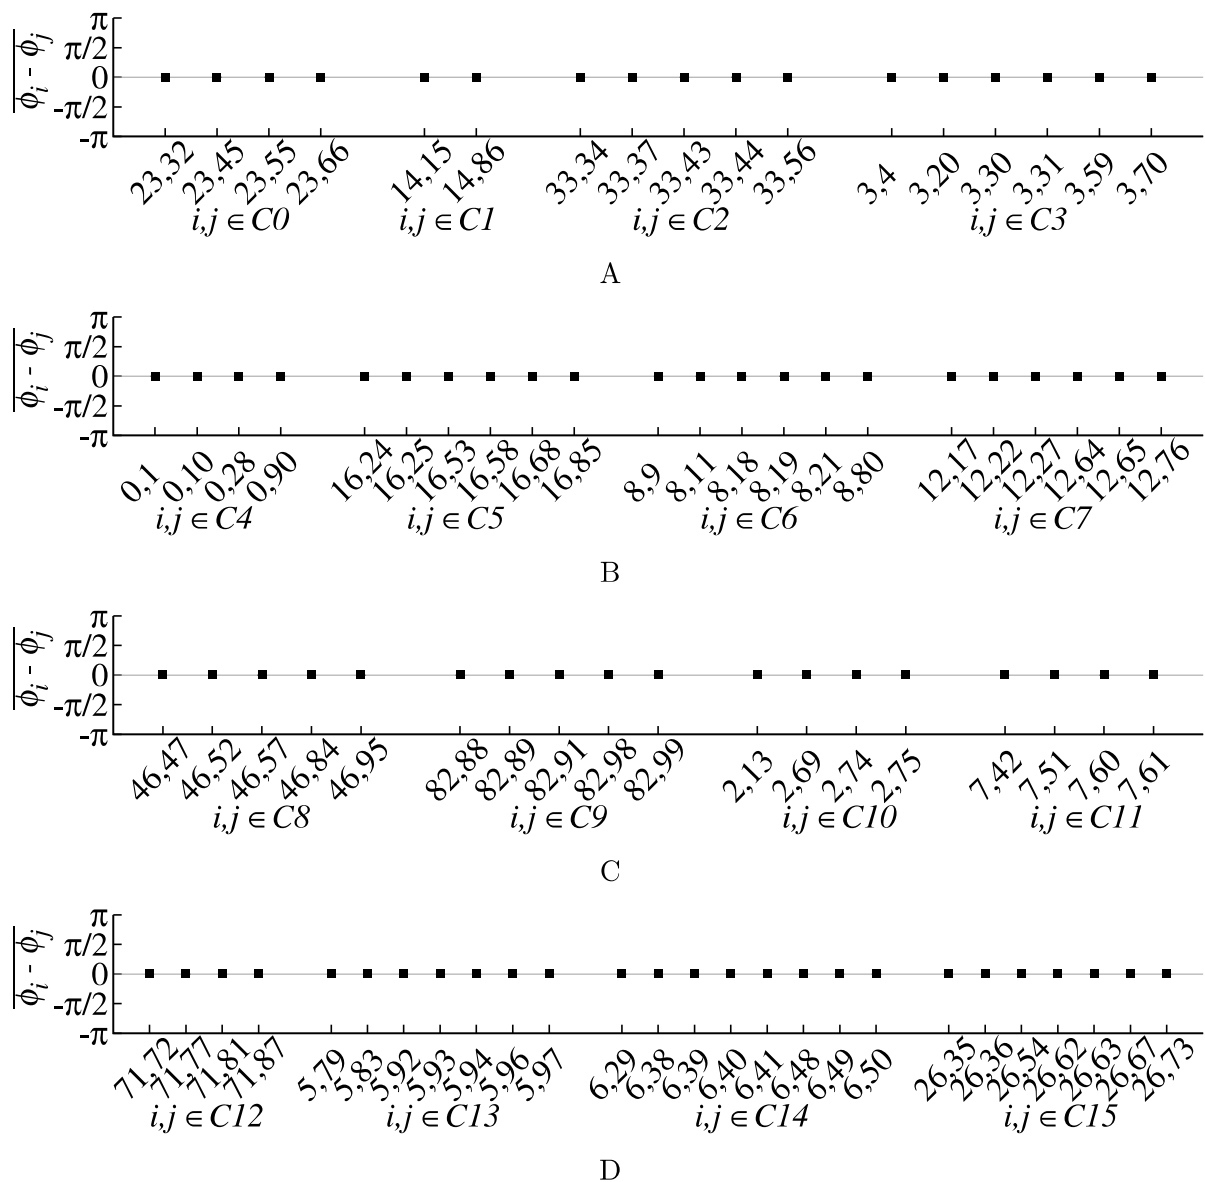 π
π/2
0
-π/2
-π
ϕi - ϕj
23,32 23,45 23,55 23,66 14,15 14,86 33,34 33,37 33,43 33,44 33,56 3,4 3,20 3,30 3,31 3,59 3,70
i,j ∈ C0 i,j ∈ C1 i,j ∈ C2 i,j ∈ C3
A
π
π/2
0
-π/2
-π
ϕi - ϕj
0,1 0,10 0,28 0,90 16,24 16,25 16,53 16,58 16,68 16,85 8,9 8,11 8,18 8,19 8,21 8,80 12,17 12,22 12,27 12,64 12,65 12,76
i,j ∈ C4 i,j ∈ C5 i,j ∈ C6 i,j ∈ C7
B
π
π/2
0
-π/2
-π
ϕi - ϕj
46,47 46,52 46,57 46,84 46,95 82,88 82,89 82,91 82,98 82,99 2,13 2,69 2,74 2,75 7,42 7,51 7,60 7,61
i,j ∈ C8 i,j ∈ C9 i,j ∈ C10 i,j ∈ C11
C
π
π/2
0
-π/2
-π
ϕi - ϕj
71,72 71,77 71,81 71,87 5,79 5,83 5,92 5,93 5,94 5,96 5,97 6,29 6,38 6,39 6,40 6,41 6,48 6,49 6,50 26,35 26,36 26,54 26,62 26,63 26,67 26,73
i,j ∈ C12 i,j ∈ C13 i,j ∈ C14 i,j ∈ C15
D